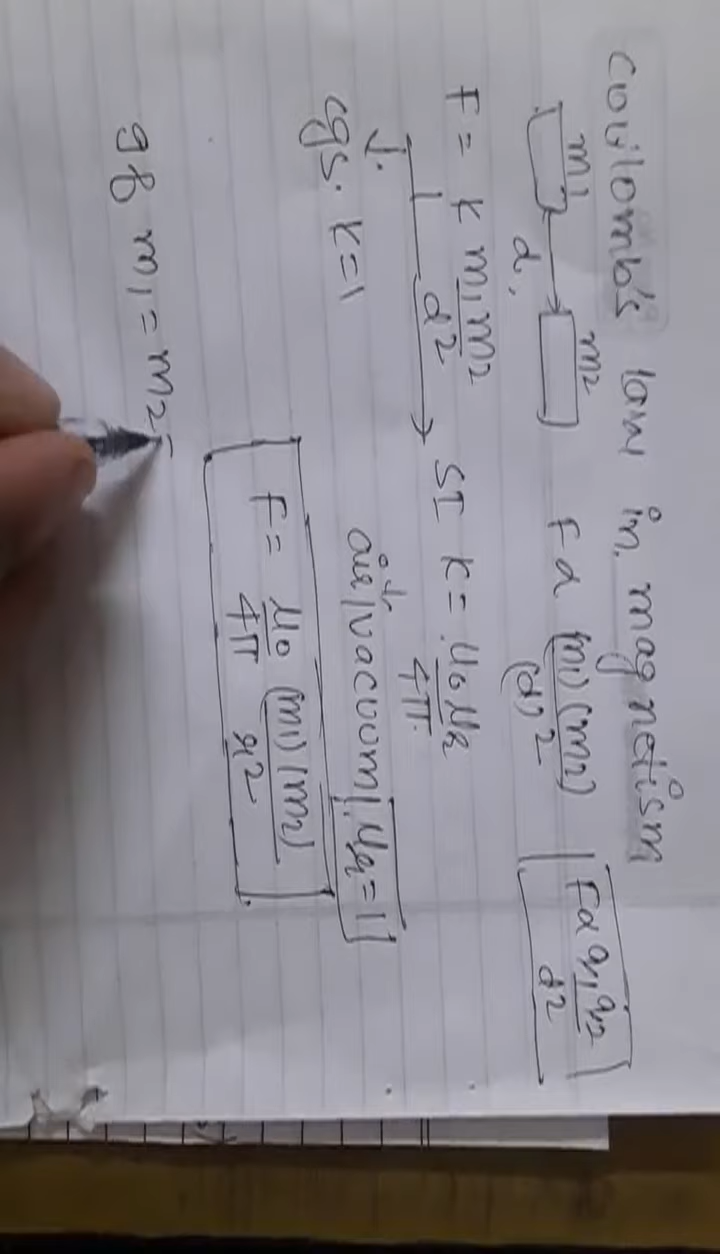 Coulomb's law in magnetism
m1 m2
d,
F α (m1)(m2)/(d)^2
F α q1q2/d2
F = K m1m2/d2
SI K = μ0μr/4π
cgs. K=1
air/vacuum μr=1
F = μ0/4π (m1)(m2)/r2
If m1 = m2=